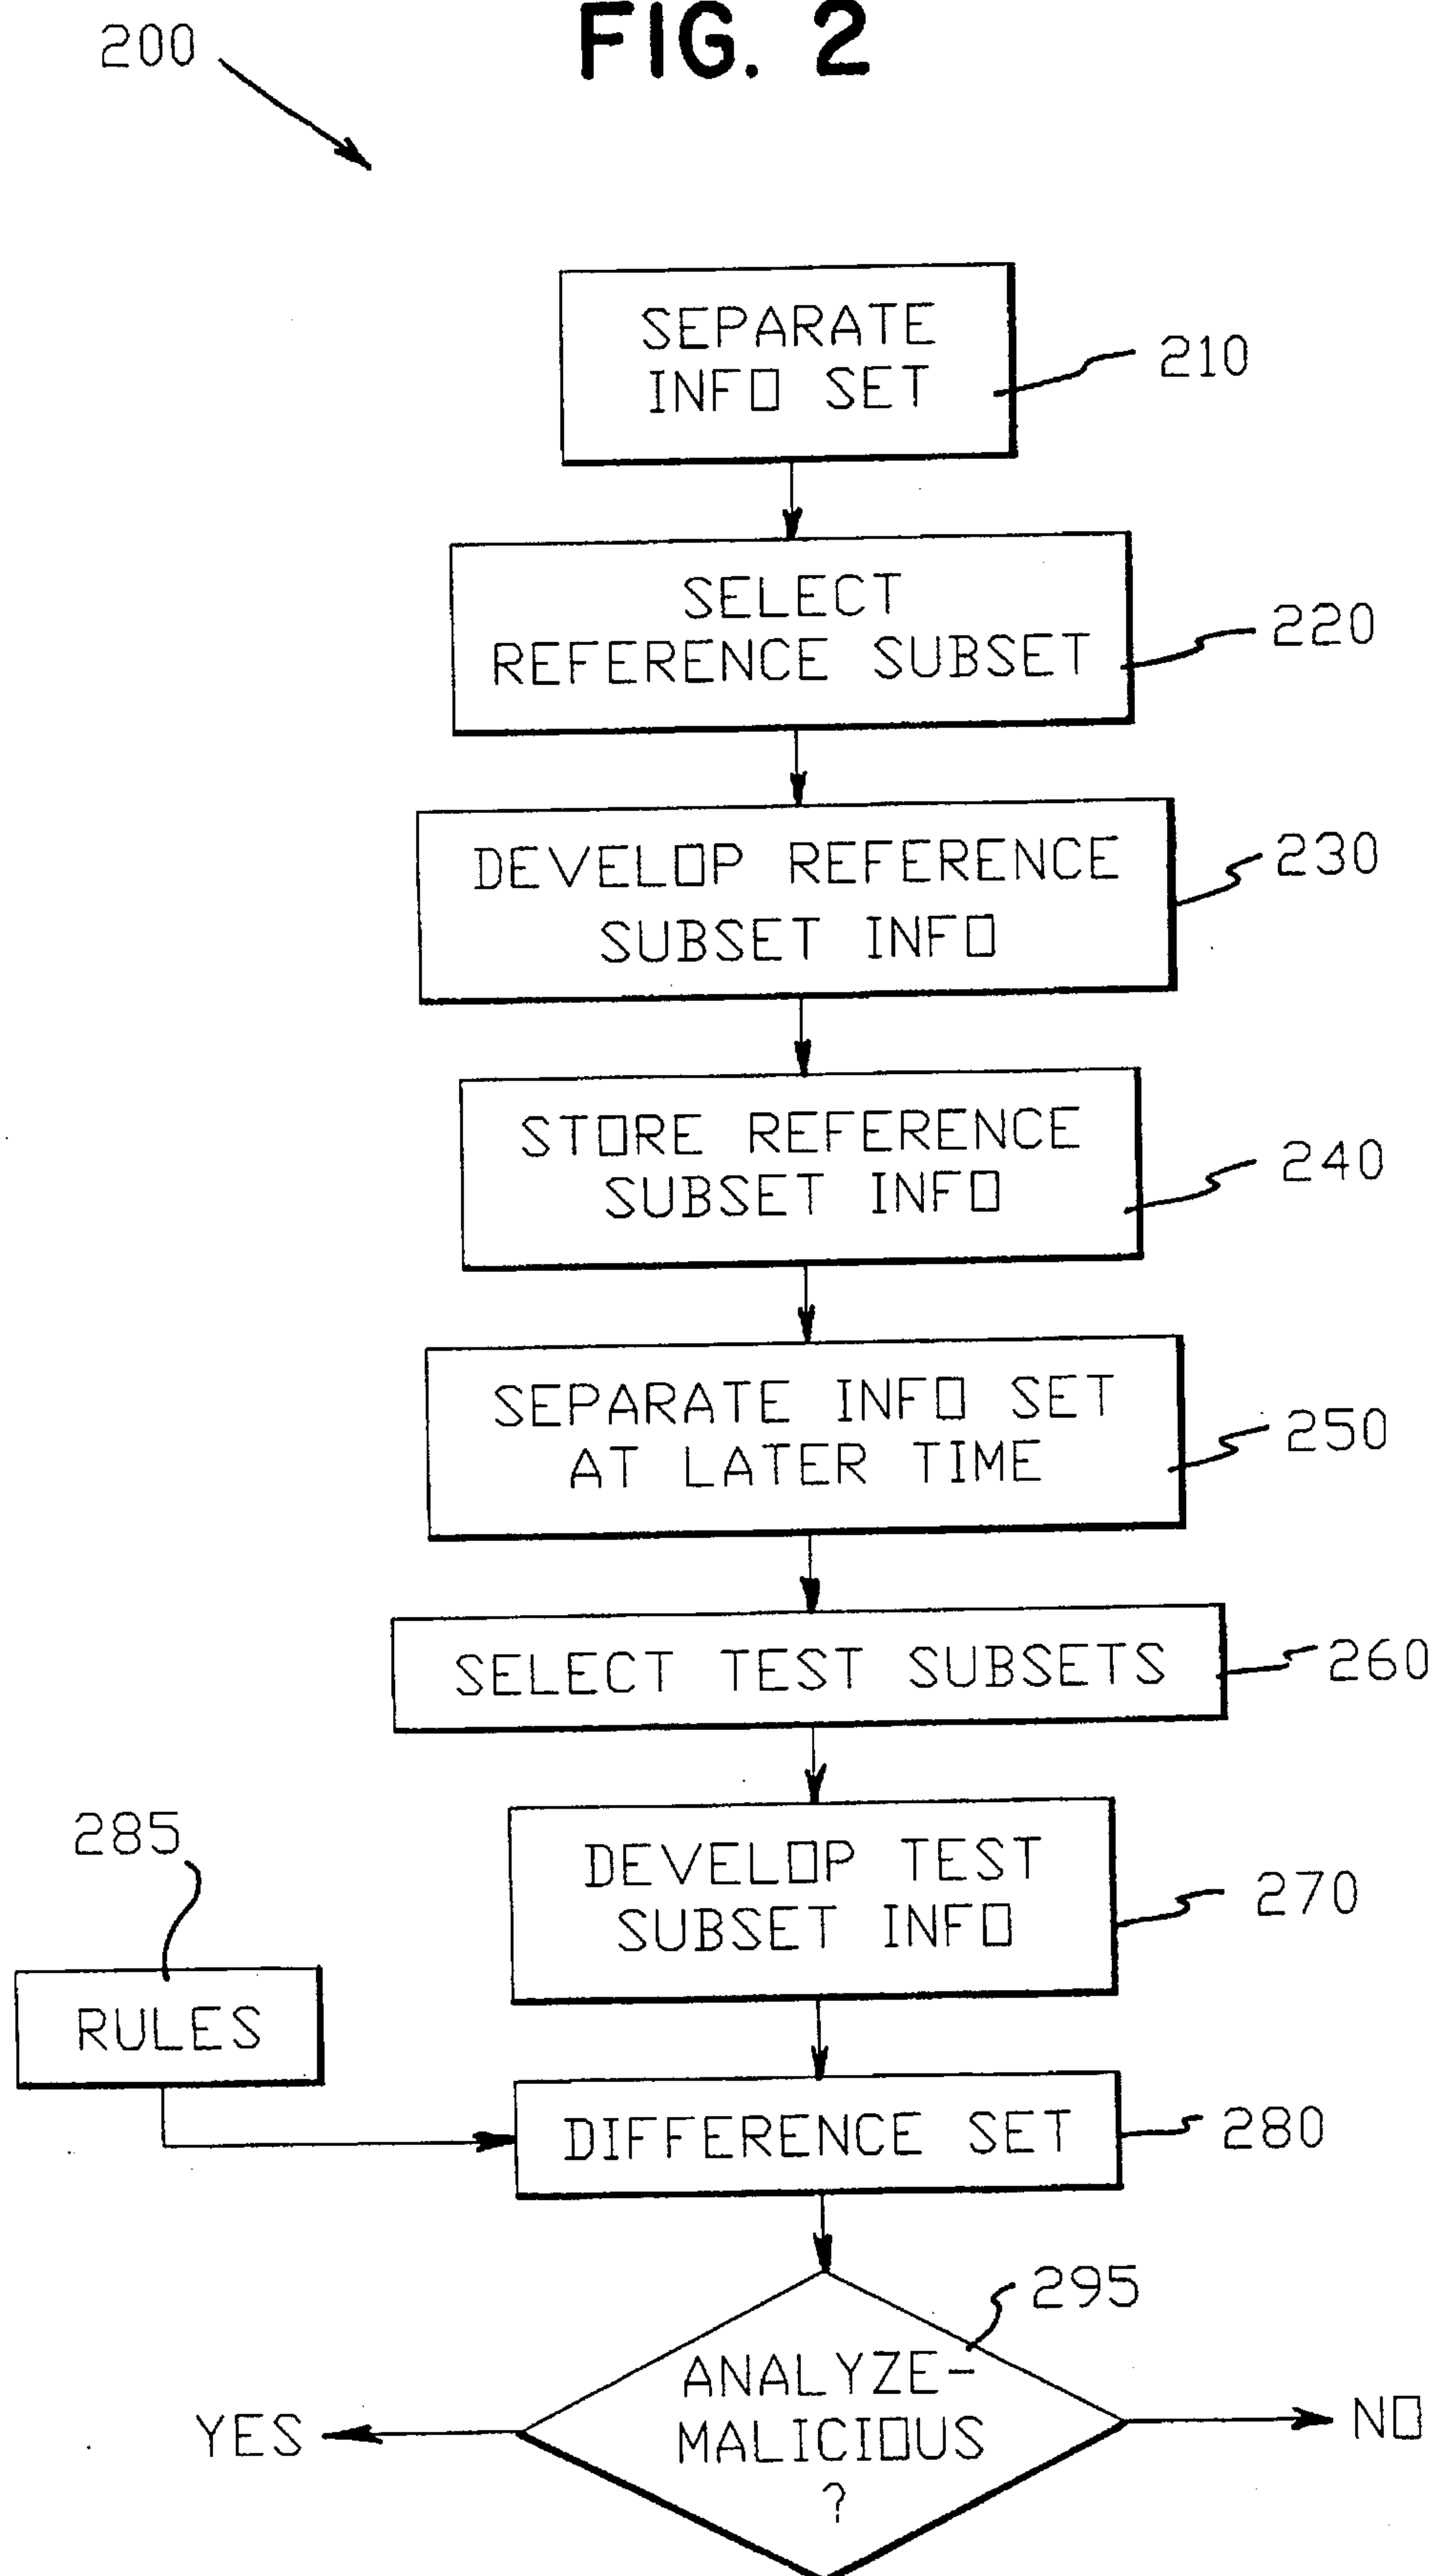 FIG. 2
200
SEPARATE
INFO SET
210
SELECT
REFERENCE SUBSET
220
DEVELOP REFERENCE
SUBSET INFO
230
STORE REFERENCE
SUBSET INFO
240
SEPARATE INFO SET
AT LATER TIME
250
SELECT TEST SUBSETS
260
DEVELOP TEST
SUBSET INFO
270
285
RULES
DIFFERENCE SET
280
295
ANALYZE-
MALICIOUS
?
YES
NO